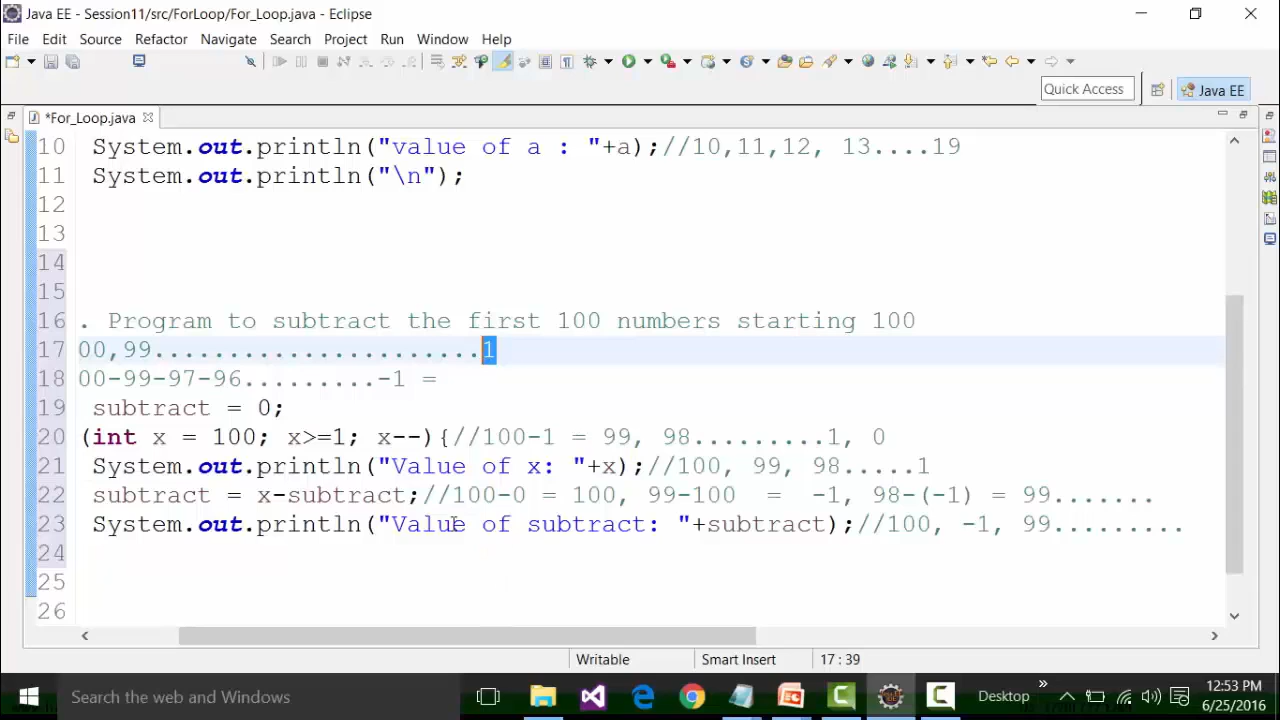 Java EE - Session11/src/ForLoop/For_Loop.java - Eclipse
File Edit Source Refactor Navigate Search Project Run Window Help
Quick Access
Java EE
*For_Loop.java
10 System.out.println("value of a : "+a);//10,11,12, 13....19
11 System.out.println("\n");
12
13
14
15
16 . Program to subtract the first 100 numbers starting 100
17 00,99......................1
18 00-99-97-96.........-1 =
19 subtract = 0;
20 (int x = 100; x>=1; x--){//100-1 = 99, 98.........1, 0
21 System.out.println("Value of x: "+x);//100, 99, 98.....1
22 subtract = x-subtract;//100-0 = 100, 99-100  =  -1, 98-(-1) = 99.......
23 System.out.println("Value of subtract: "+subtract);//100, -1, 99.........
24
25
26
Writable Smart Insert 17 : 39
Search the web and Windows
Desktop
12:53 PM
6/25/2016